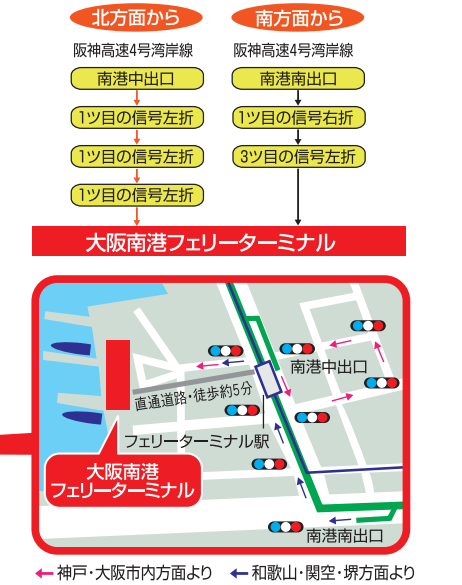 北方面から
阪神高速4号湾岸線
南港中出口
1ツ目の信号左折
1ツ目の信号左折
1ツ目の信号左折
南方面から
阪神高速4号湾岸線
南港南出口
1ツ目の信号右折
3ツ目の信号左折
大阪南港フェリーターミナル
南港中出口
直通道路・徒歩約5分
フェリーターミナル駅
大阪南港
フェリーターミナル
南港南出口
神戸・大阪市内方面より
和歌山・関空・堺方面より